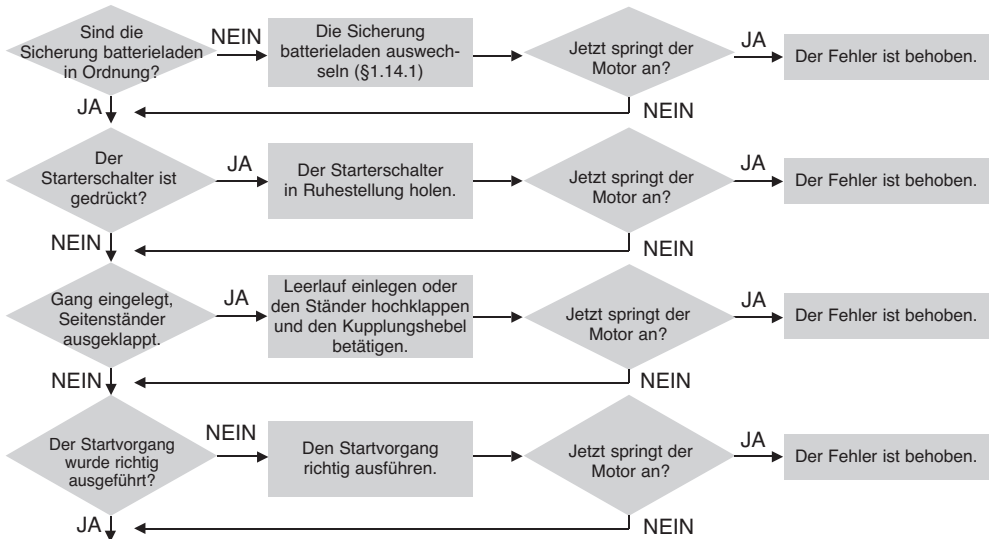 Sind die
Sicherung batterieladen
in Ordnung?
NEIN
Die Sicherung
batterieladen auswech-
seln (§1.14.1)
Jetzt springt der
Motor an?
JA
Der Fehler ist behoben.
JA
NEIN
Der
Starterschalter ist
gedrückt?
JA
Der Starterschalter
in Ruhestellung holen.
Jetzt springt der
Motor an?
JA
Der Fehler ist behoben.
NEIN
NEIN
Gang eingelegt,
Seitenständer
ausgeklappt.
JA
Leerlauf einlegen oder
den Ständer hochklappen
und den Kupplungshebel
betätigen.
Jetzt springt der
Motor an?
JA
Der Fehler ist behoben.
NEIN
NEIN
Der Startvorgang
wurde richtig
ausgeführt?
NEIN
Den Startvorgang
richtig ausführen.
Jetzt springt der
Motor an?
JA
Der Fehler ist behoben.
JA
NEIN